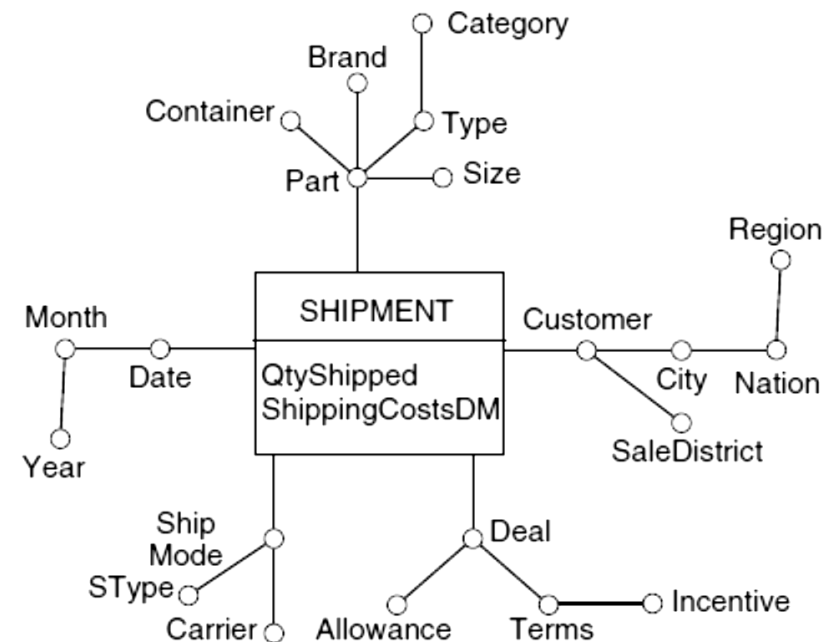 Category
Brand
Container
Type
Part
Size
Region
SHIPMENT
Month
Customer
Date
QtyShipped
ShippingCostsDM
City
Nation
Year
SaleDistrict
Ship
Mode
Deal
SType
Incentive
Carrier
Allowance
Terms